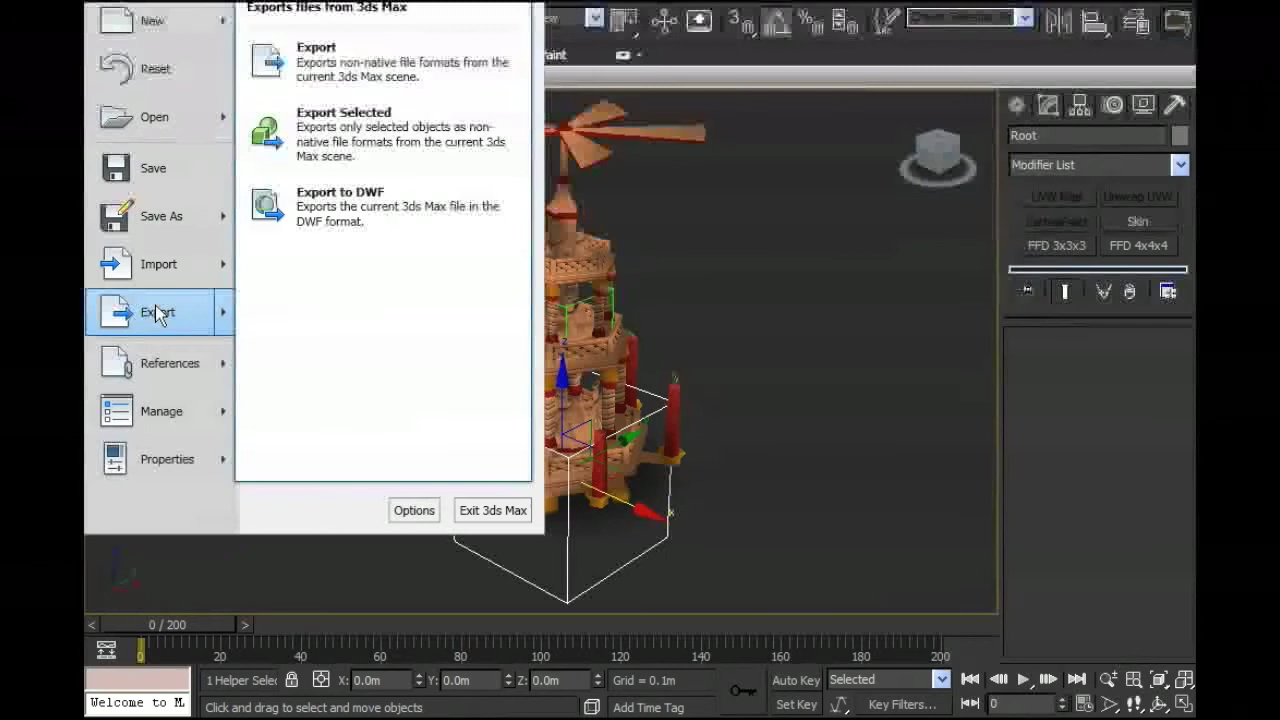 New
Reset
Open
Save
Save As
Import
Export
References
Manage
Properties
Exports files from 3ds Max
Export
Exports non-native file formats from the
current 3ds Max scene.
Export Selected
Exports only selected objects as non-
native file formats from the current 3ds
Max scene.
Export to DWF
Exports the current 3ds Max file in the
DWF format.
Options
Exit 3ds Max
Root
Modifier List
UVW Map
Unwrap UVW
Skin
FFD 3x3x3
FFD 4x4x4
z
x
< 0 / 200 >
0 20 40 60 80 100 120 140 160 180 200
1 Helper Selec
X: 0.0m Y: 0.0m Z: 0.0m
Grid = 0.1m
Auto Key
Selected
Welcome to M
Click and drag to select and move objects
Add Time Tag
Set Key
Key Filters...
0